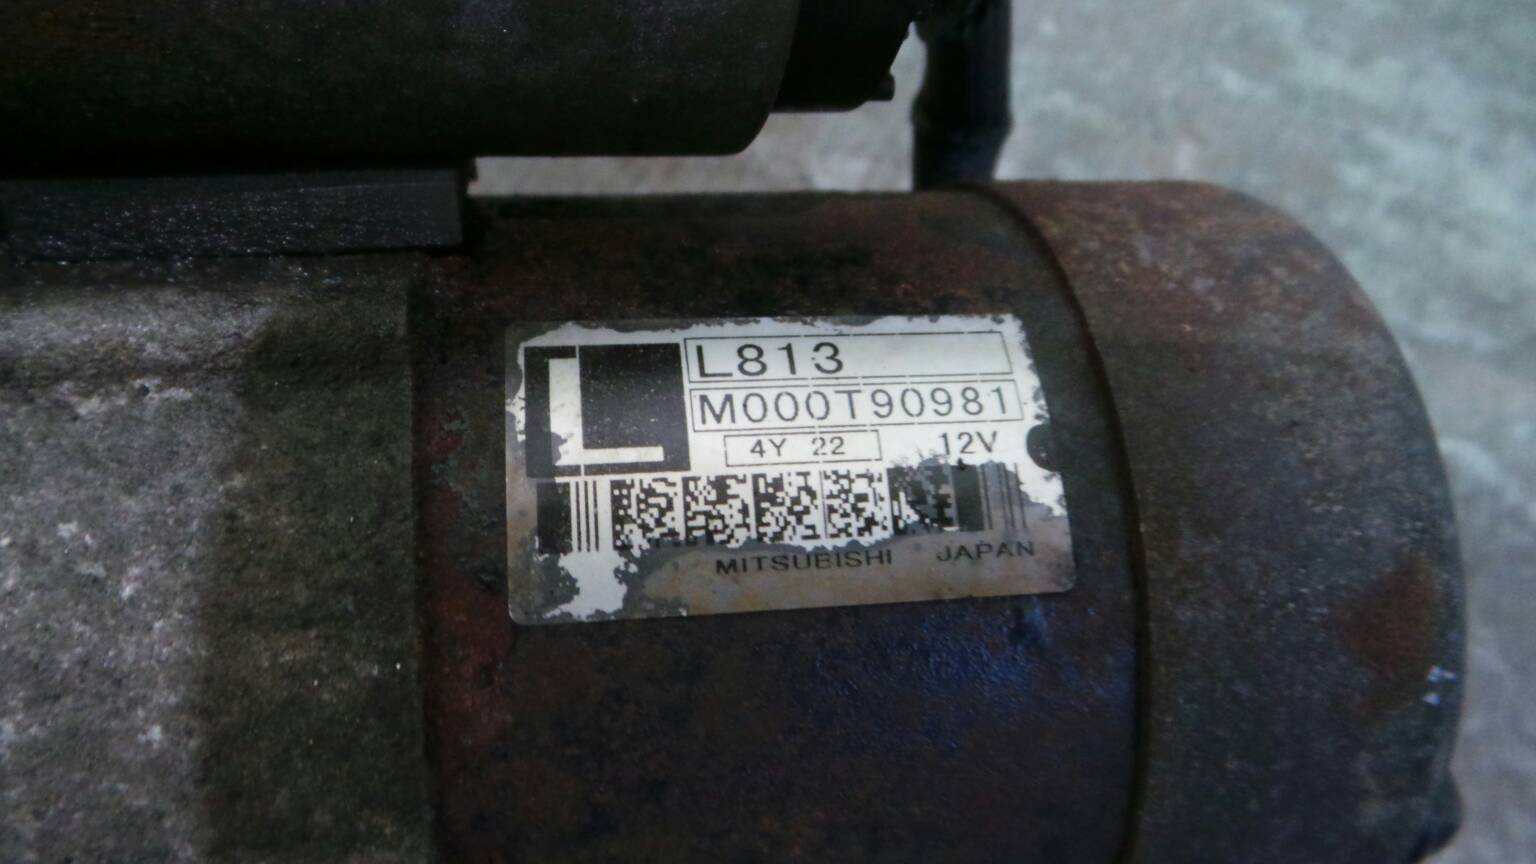 L
L813
M000T90981
4Y 22 12V
MITSUBISHI JAPAN